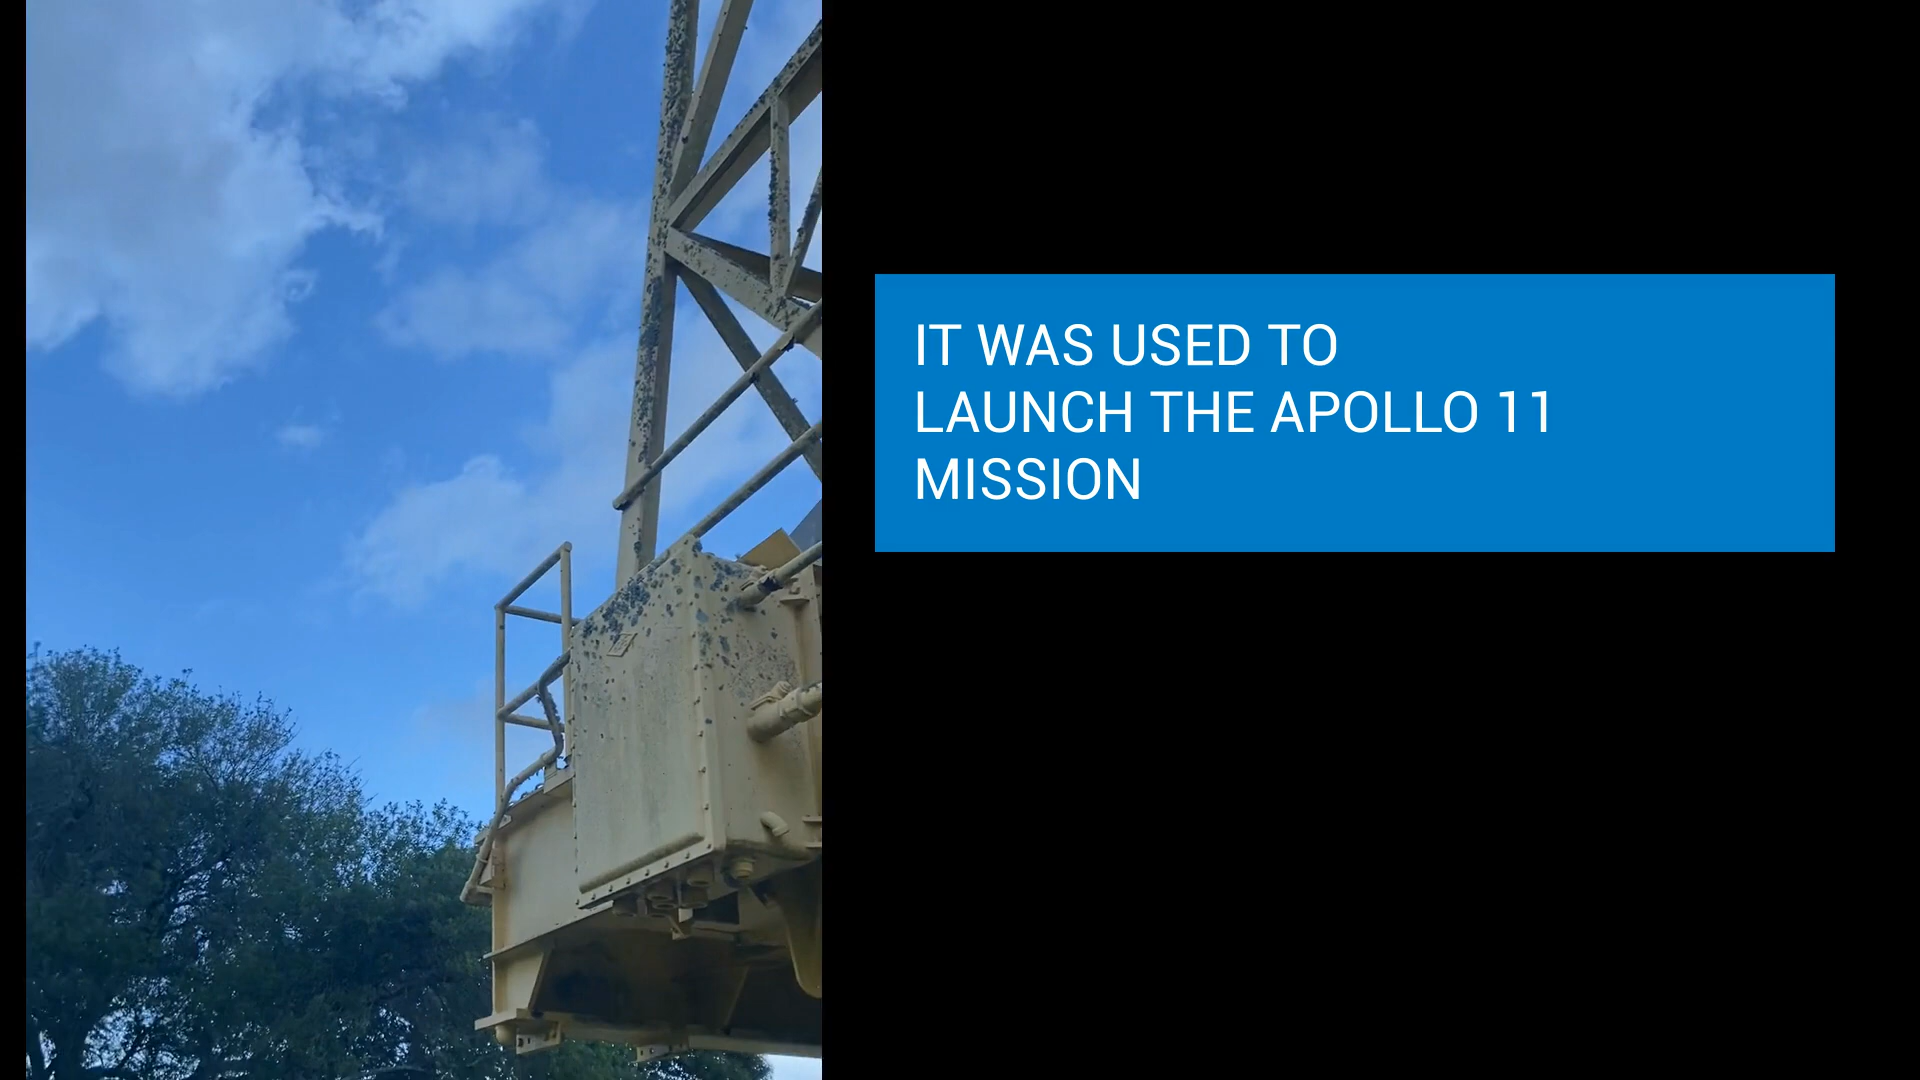 IT WAS USED TO
LAUNCH THE APOLLO 11
MISSION